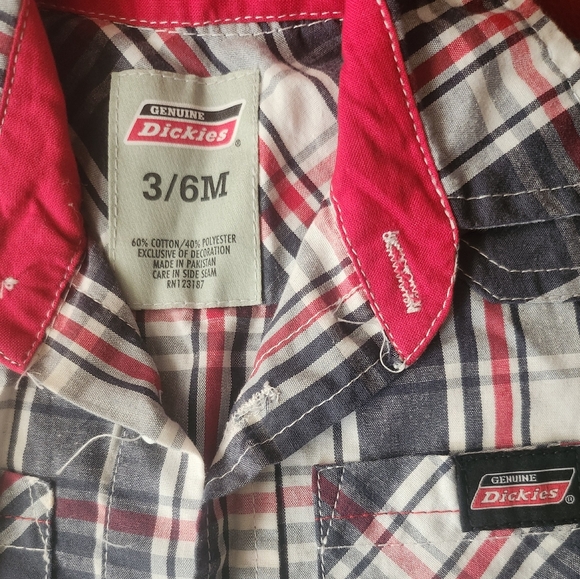 GENUINE
Dickies®
3/6M
60% COTTON/40% POLYESTER
EXCLUSIVE OF DECORATION
MADE IN PAKISTAN
CARE IN SIDE SEAM
RN123187
GENUINE
Dickies®